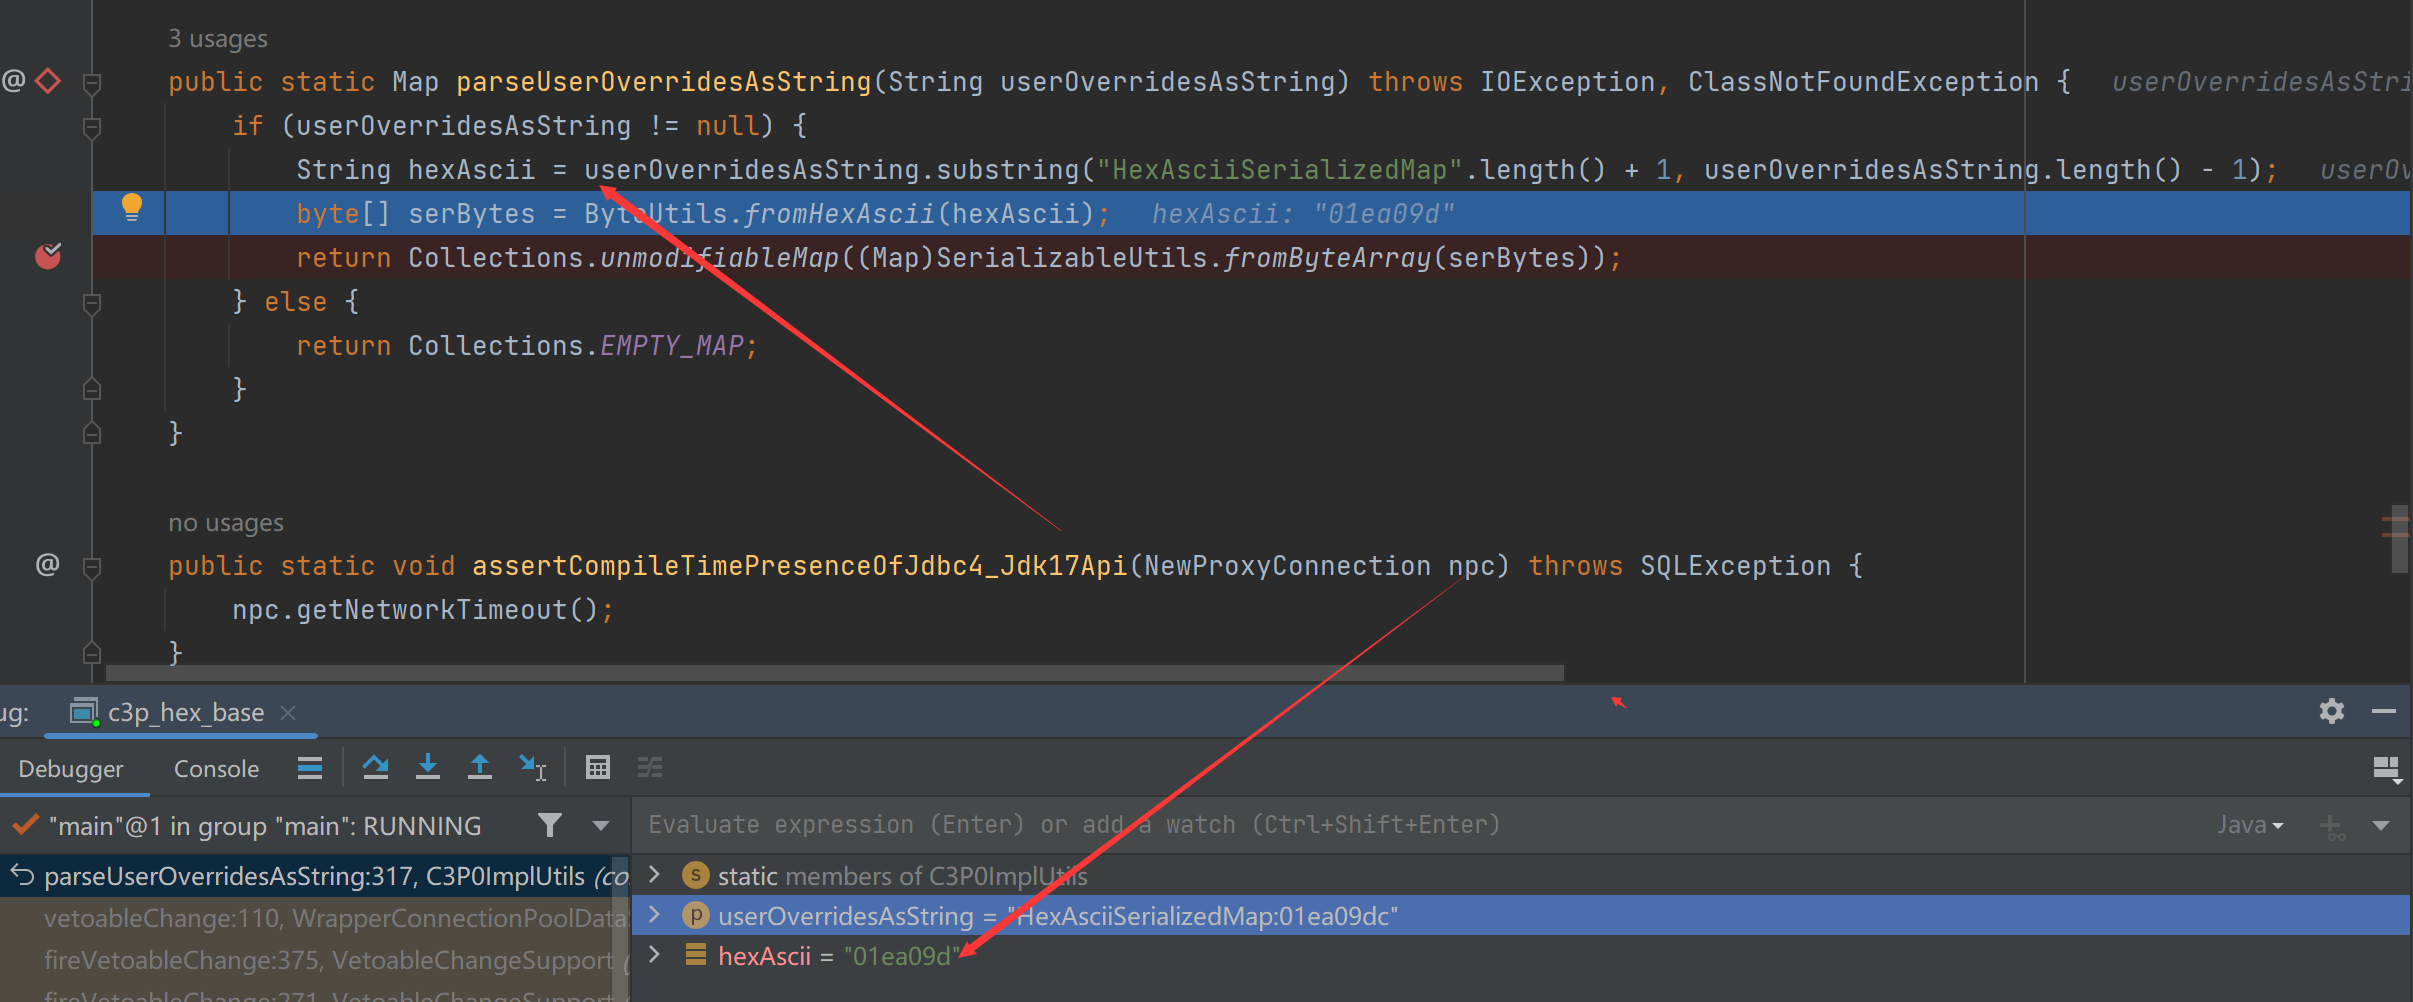 3 usages
public static Map parseUserOverridesAsString(String userOverridesAsString) throws IOException, ClassNotFoundException {   userOverridesAsStri
if (userOverridesAsString != null) {
String hexAscii = userOverridesAsString.substring("HexAsciiSerializedMap".length() + 1, userOverridesAsString.length() - 1);   userOv
byte[] serBytes = ByteUtils.fromHexAscii(hexAscii);   hexAscii: "01ea09d"
return Collections.unmodifiableMap((Map)SerializableUtils.fromByteArray(serBytes));
} else {
return Collections.EMPTY_MAP;
}
}
no usages
public static void assertCompileTimePresenceOfJdbc4_Jdk17Api(NewProxyConnection npc) throws SQLException {
npc.getNetworkTimeout();
}
ug: c3p_hex_base
Debugger Console
"main"@1 in group "main": RUNNING
Evaluate expression (Enter) or add a watch (Ctrl+Shift+Enter) Java
parseUserOverridesAsString:317, C3P0ImplUtils (co
vetoableChange:110, WrapperConnectionPoolData
fireVetoableChange:375, VetoableChangeSupport (
fireVetoableChange:271, VetoableChangeSupport
static members of C3P0ImplUtils
userOverridesAsString = "HexAsciiSerializedMap:01ea09dc"
hexAscii = "01ea09d"